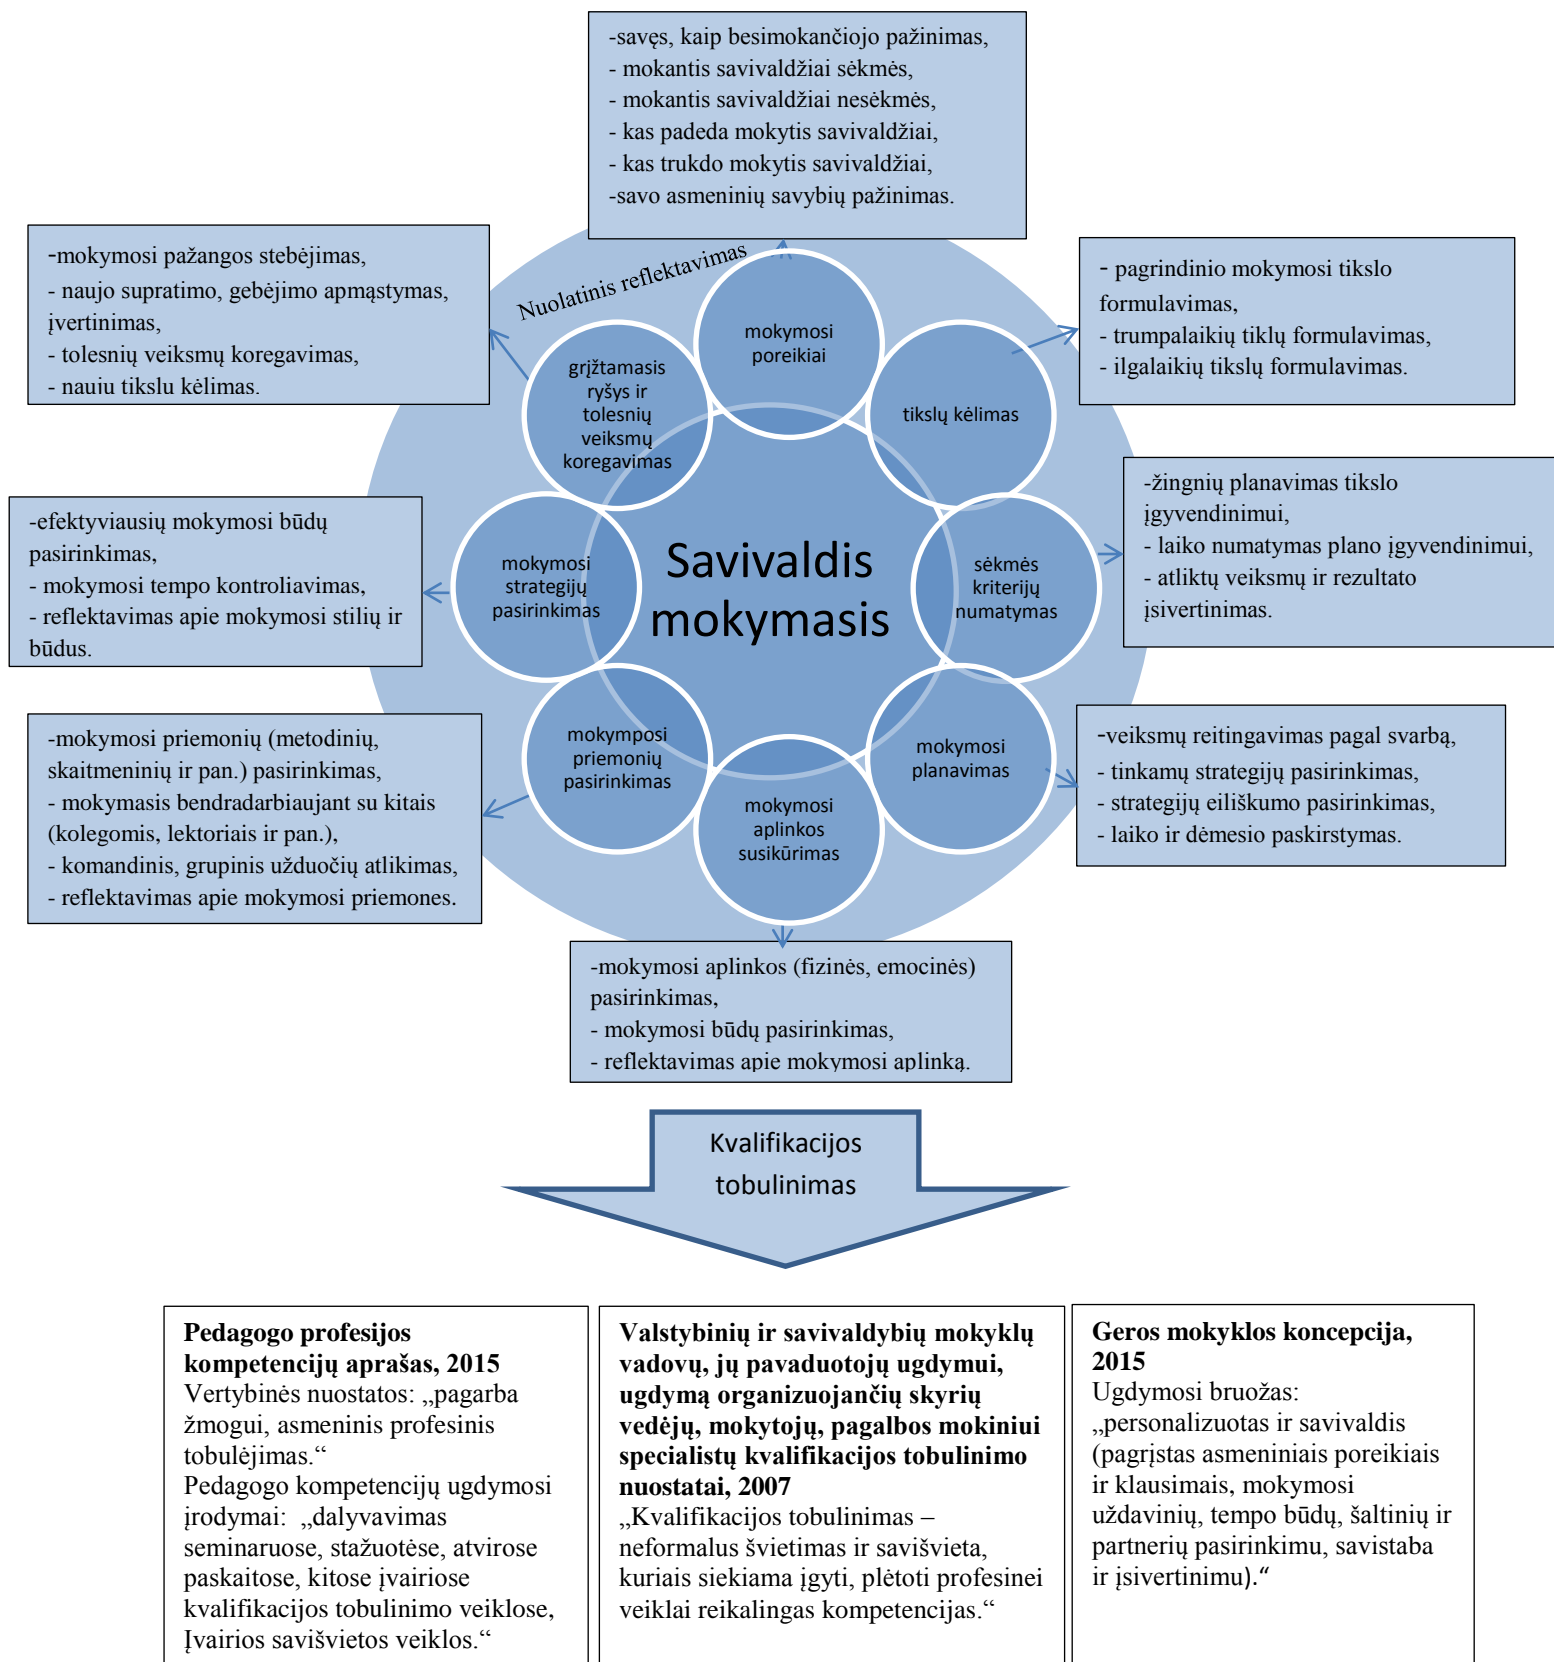 -savęs, kaip besimokančiojo pažinimas,
- mokantis savivaldžiai sėkmės,
- mokantis savivaldžiai nesėkmės,
- kas padeda mokytis savivaldžiai,
- kas trukdo mokytis savivaldžiai,
-savo asmeninių savybių pažinimas.
-mokymosi pažangos stebėjimas,
- naujo supratimo, gebėjimo apmąstymas,
įvertinimas,
- tolesnių veiksmų koregavimas,
- nauiu tikslu kėlimas.
Nuolatinis reflektavimas
- pagrindinio mokymosi tikslo
formulavimas,
- trumpalaikių tiklų formulavimas,
- ilgalaikių tikslų formulavimas.
mokymosi
poreikiai
grįžtamasis
ryšys ir
tolesnių
veiksmų
koregavimas
tikslų kėlimas
-efektyviausių mokymosi būdų
pasirinkimas,
- mokymosi tempo kontroliavimas,
- reflektavimas apie mokymosi stilių ir
būdus.
mokymosi
strategijų
pasirinkimas
Savivaldis
mokymasis
sėkmės
kriterijų
numatymas
-žingnių planavimas tikslo
įgyvendinimui,
- laiko numatymas plano įgyvendinimui,
- atliktų veiksmų ir rezultato
įsivertinimas.
-mokymosi priemonių (metodinių,
skaitmeninių ir pan.) pasirinkimas,
- mokymasis bendradarbiaujant su kitais
(kolegomis, lektoriais ir pan.),
- komandinis, grupinis užduočių atlikimas,
- reflektavimas apie mokymosi priemones.
mokymposi
priemonių
pasirinkimas
mokymosi
aplinkos
susikūrimas
mokymosi
planavimas
-veiksmų reitingavimas pagal svarbą,
- tinkamų strategijų pasirinkimas,
- strategijų eiliškumo pasirinkimas,
- laiko ir dėmesio paskirstymas.
-mokymosi aplinkos (fizinės, emocinės)
pasirinkimas,
- mokymosi būdų pasirinkimas,
- reflektavimas apie mokymosi aplinką.
Kvalifikacijos
tobulinimas
Pedagogo profesijos
kompetencijų aprašas, 2015
Vertybinės nuostatos: „pagarba
žmogui, asmeninis profesinis
tobulėjimas.“
Pedagogo kompetencijų ugdymosi
įrodymai: „dalyvavimas
seminaruose, stažuotėse, atvirose
paskaitose, kitose įvairiose
kvalifikacijos tobulinimo veiklose,
Įvairios savišvietos veiklos.“
Valstybinių ir savivaldybių mokyklų
vadovų, jų pavaduotojų ugdymui,
ugdymą organizuojančių skyrių
vedėjų, mokytojų, pagalbos mokiniui
specialistų kvalifikacijos tobulinimo
nuostatai, 2007
„Kvalifikacijos tobulinimas –
neformalus švietimas ir savišvieta,
kuriais siekiama įgyti, plėtoti profesinei
veiklai reikalingas kompetencijas.“
Geros mokyklos koncepcija,
2015
Ugdymosi bruožas:
„personalizuotas ir savivaldis
(pagrįstas asmeniniais poreikiais
ir klausimais, mokymosi
uždavinių, tempo būdų, šaltinių ir
partnerių pasirinkimu, savistaba
ir įsivertinimu).“